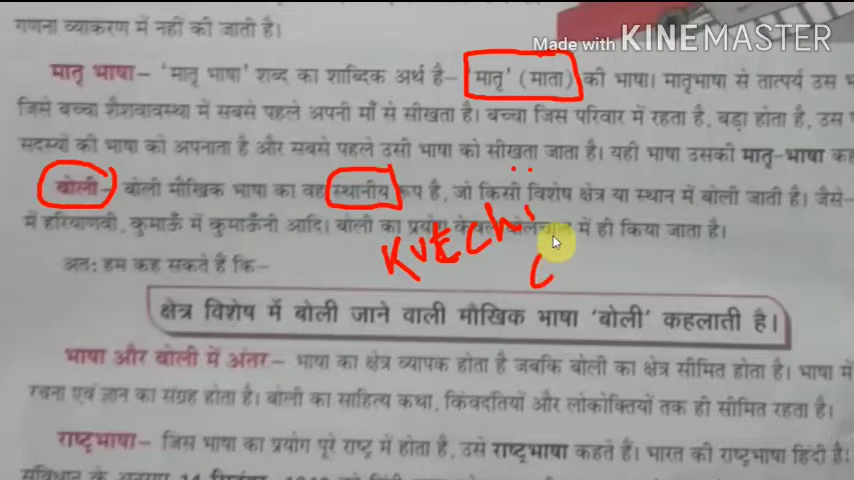 गणना व्याकरण में नहीं की जाती है।
Made with KINEMASTER
मातृ भाषा– 'मातृ भाषा' शब्द का शाब्दिक अर्थ है– 'मातृ' (माता) की भाषा। मातृभाषा से तात्पर्य उस
जिसे बच्चा शैशवावस्था में सबसे पहले अपनी माँ से सीखता है। बच्चा जिस परिवार में रहता है, बड़ा होता है, उस
सदस्यों की भाषा को अपनाता है और सबसे पहले उसी भाषा को सीखता जाता है। यही भाषा उसकी मातृ-भाषा
बोली– बोली मौखिक भाषा का वह स्थानीय रूप है, जो किसी विशेष क्षेत्र या स्थान में बोली जाती है। जैसे–
में हरियाणवी, कुमाऊँ में कुमाऊँनी आदि। बोली का प्रयोग केवल बोलचाल में ही किया जाता है।
अतः हम कह सकते हैं कि–
क्षेत्र विशेष में बोली जाने वाली मौखिक भाषा 'बोली' कहलाती है।
भाषा और बोली में अंतर– भाषा का क्षेत्र व्यापक होता है जबकि बोली का क्षेत्र सीमित होता है। भाषा में
रचना एवं ज्ञान का संग्रह होता है। बोली का साहित्य कथा, किंवदंतियों और लोकोक्तियों तक ही सीमित रहता है।
राष्ट्रभाषा– जिस भाषा का प्रयोग पूरे राष्ट्र में होता है, उसे राष्ट्रभाषा कहते हैं। भारत की राष्ट्रभाषा हिंदी है।